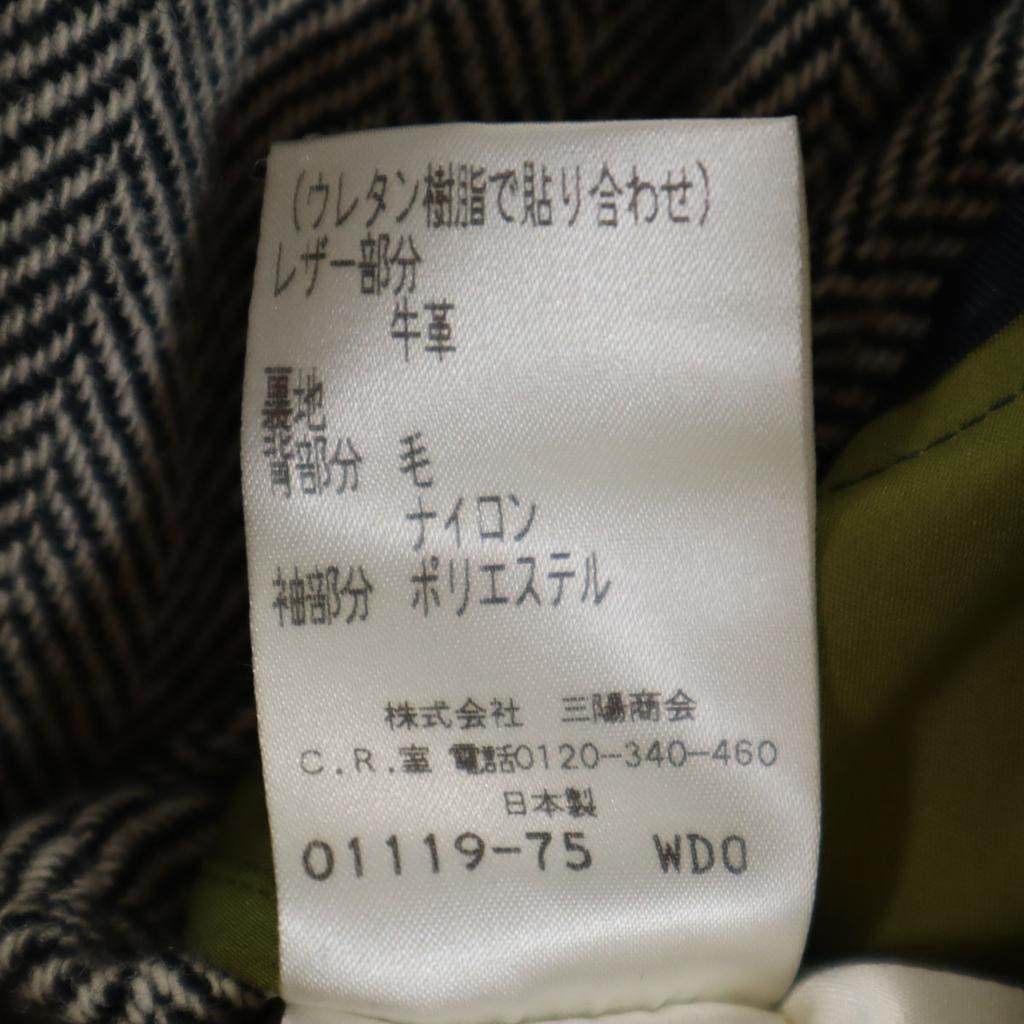 (ウレタン樹脂で貼り合わせ)
レザー部分
牛革
裏地
背部分 毛
ナイロン
袖部分 ポリエステル
株式会社 三陽商会
C.R.室 電話0120-340-460
日本製
01119-75 WDO